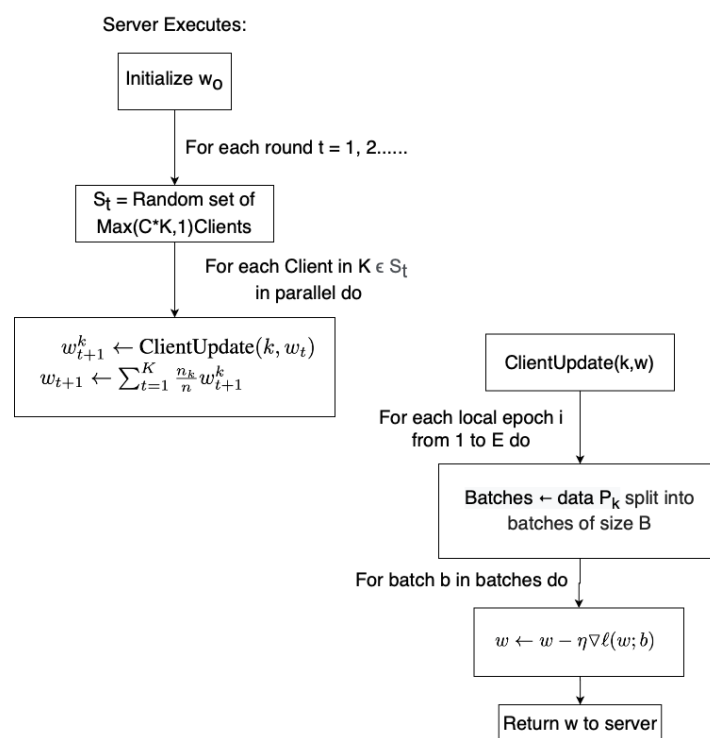 Server Executes:
Initialize w₀
For each round t = 1, 2......
Sₜ = Random set of
Max(C*K,1)Clients
For each Client in K ϵ Sₜ
in parallel do
w^k_{t+1} ← ClientUpdate(k, w_t)
w_{t+1} ← ∑_{t=1}^{K} \frac{n_k}{n} w^k_{t+1}
ClientUpdate(k,w)
For each local epoch i
from 1 to E do
Batches ← data Pₖ split into
batches of size B
For batch b in batches do
w ← w − η▽ℓ(w; b)
Return w to server